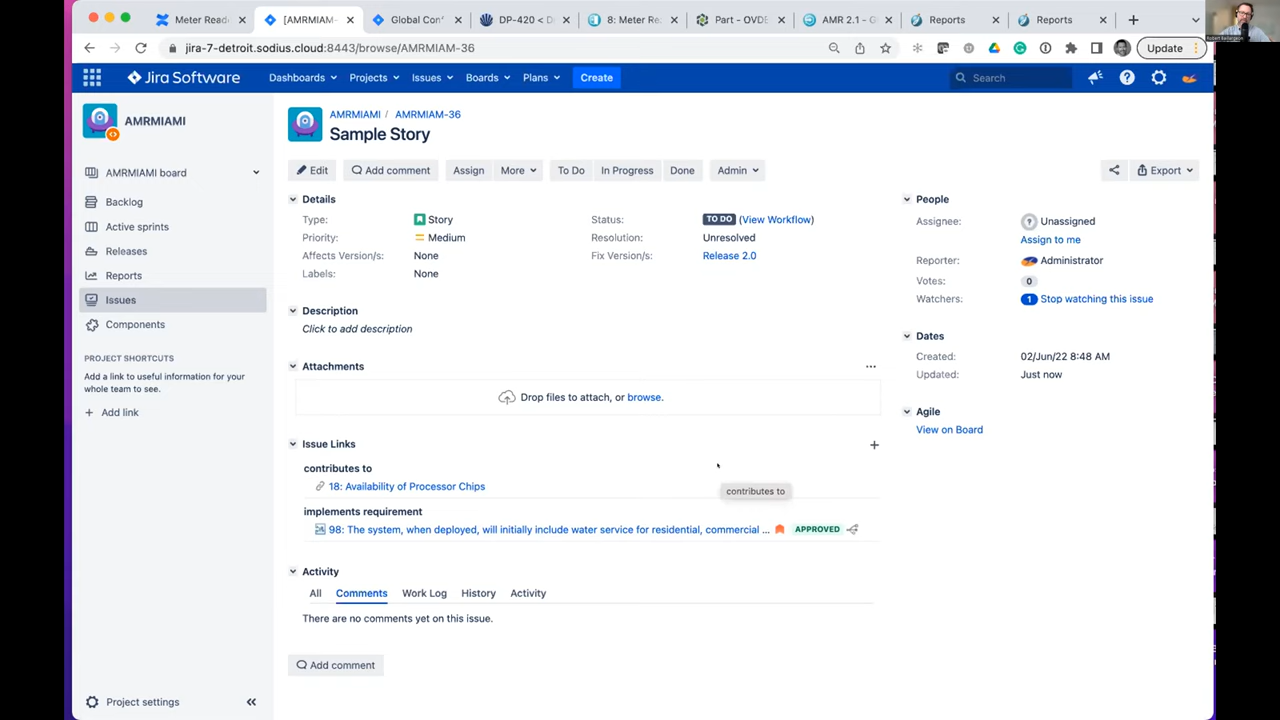 Meter Read
[AMRMIAM-
Global Con
DP-420 < D
8: Meter Re
Part - OVDE
AMR 2.1 - G
Reports
Reports
jira-7-detroit.sodius.cloud:8443/browse/AMRMIAM-36
Update
Jira Software
Dashboards
Projects
Issues
Boards
Plans
Create
Search
AMRMIAMI
AMRMIAMI board
Backlog
Active sprints
Releases
Reports
Issues
Components
PROJECT SHORTCUTS
Add a link to useful information for your
whole team to see.
+ Add link
Project settings
AMRMIAMI / AMRMIAM-36
Sample Story
Edit
Add comment
Assign
More
To Do
In Progress
Done
Admin
Export
Details
Type: Story
Status: TO DO (View Workflow)
Priority: Medium
Resolution: Unresolved
Affects Version/s: None
Fix Version/s: Release 2.0
Labels: None
Description
Click to add description
Attachments
Drop files to attach, or browse.
Issue Links
contributes to
18: Availability of Processor Chips
contributes to
implements requirement
98: The system, when deployed, will initially include water service for residential, commercial ... APPROVED
Activity
All Comments Work Log History Activity
There are no comments yet on this issue.
Add comment
People
Assignee: Unassigned
Assign to me
Reporter: Administrator
Votes: 0
Watchers: 1 Stop watching this issue
Dates
Created: 02/Jun/22 8:48 AM
Updated: Just now
Agile
View on Board